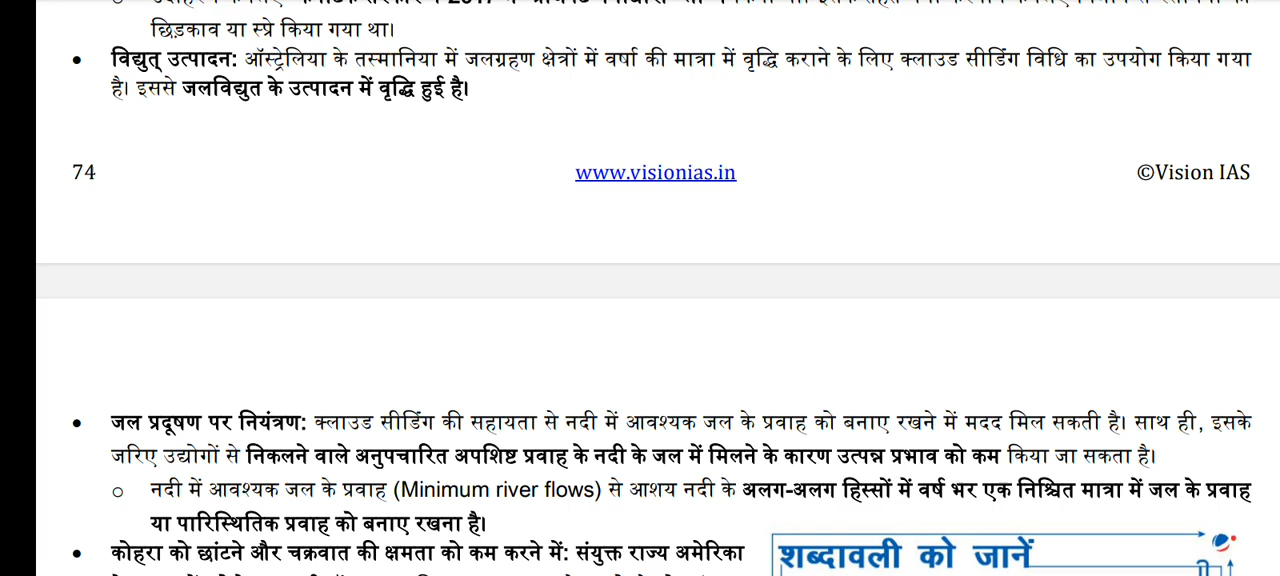 छिड़काव या स्प्रे किया गया था।
• विद्युत् उत्पादन: ऑस्ट्रेलिया के तस्मानिया में जलग्रहण क्षेत्रों में वर्षा की मात्रा में वृद्धि कराने के लिए क्लाउड सीडिंग विधि का उपयोग किया गया
है। इससे जलविद्युत के उत्पादन में वृद्धि हुई है।
74 www.visionias.in ©Vision IAS
• जल प्रदूषण पर नियंत्रण: क्लाउड सीडिंग की सहायता से नदी में आवश्यक जल के प्रवाह को बनाए रखने में मदद मिल सकती है। साथ ही, इसके
जरिए उद्योगों से निकलने वाले अनुपचारित अपशिष्ट प्रवाह के नदी के जल में मिलने के कारण उत्पन्न प्रभाव को कम किया जा सकता है।
○ नदी में आवश्यक जल के प्रवाह (Minimum river flows) से आशय नदी के अलग-अलग हिस्सों में वर्ष भर एक निश्चित मात्रा में जल के प्रवाह
या पारिस्थितिक प्रवाह को बनाए रखना है।
• कोहरा को छांटने और चक्रवात की क्षमता को कम करने में: संयुक्त राज्य अमेरिका
शब्दावली को जानें